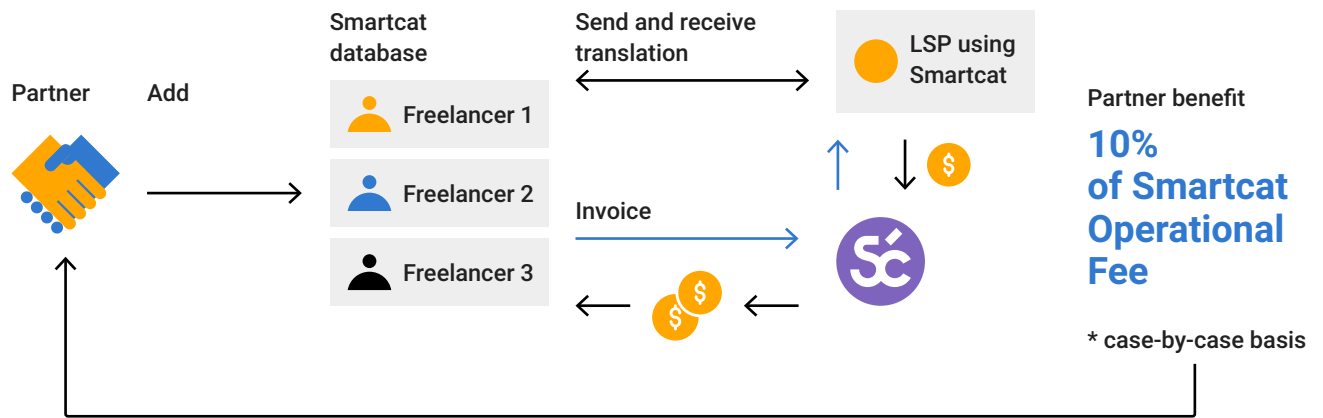 Partner
Add
Smartcat
database
Freelancer 1
Freelancer 2
Freelancer 3
Send and receive
translation
Invoice
$
$
LSP using
Smartcat
$
Sć
Partner benefit
10%
of Smartcat
Operational
Fee
* case-by-case basis